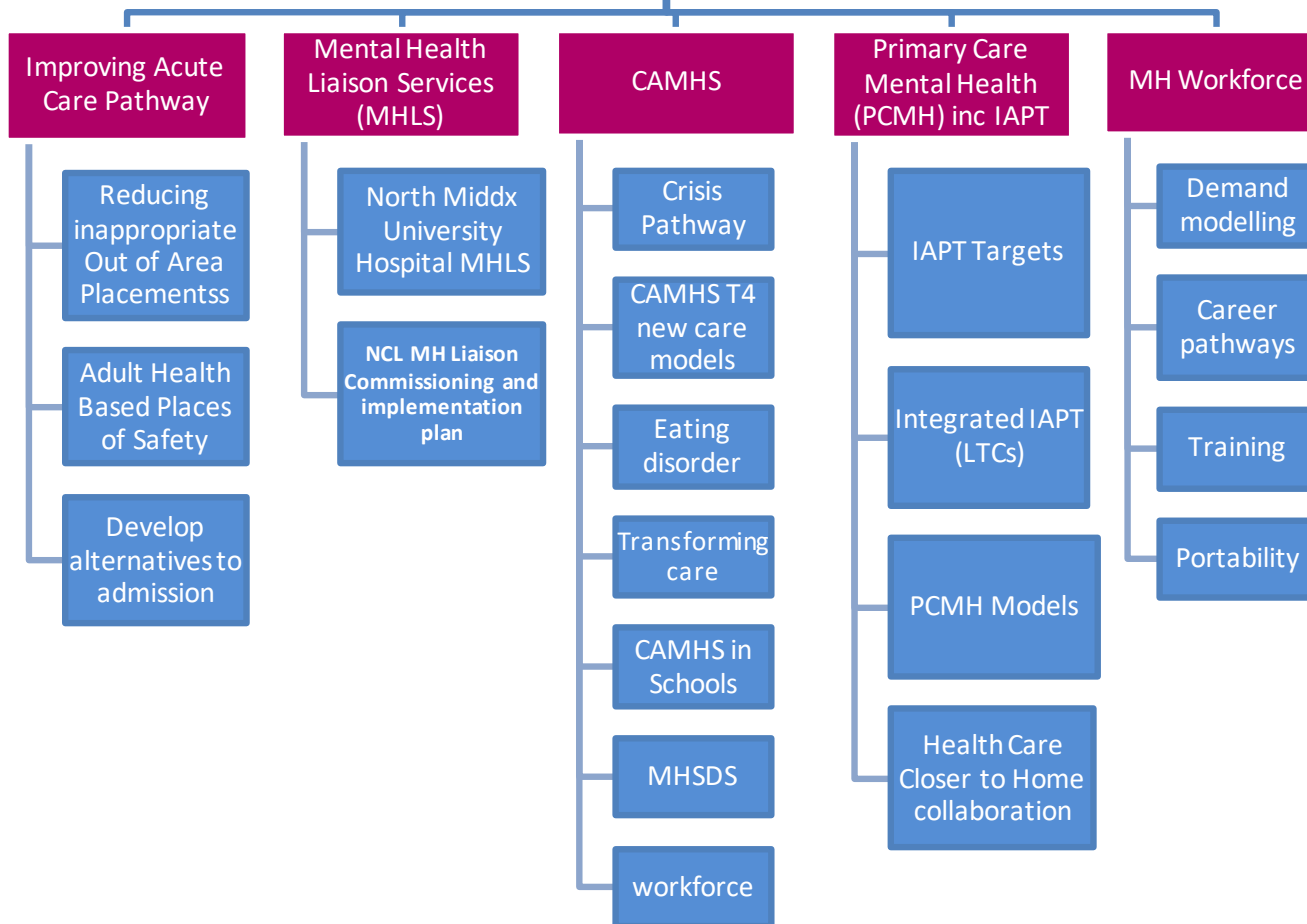 Improving Acute
Care Pathway
Reducing
inappropriate
Out of Area
Placementss
Adult Health
Based Places
of Safety
Develop
alternatives to
admission
Mental Health
Liaison Services
(MHLS)
North Middx
University
Hospital MHLS
NCL MH Liaison
Commissioning and
implementation
plan
CAMHS
Crisis
Pathway
CAMHS T4
new care
models
Eating
disorder
Transforming
care
CAMHS in
Schools
MHSDS
workforce
Primary Care
Mental Health
(PCMH) inc IAPT
IAPT Targets
Integrated IAPT
(LTCs)
PCMH Models
Health Care
Closer to Home
collaboration
MH Workforce
Demand
modelling
Career
pathways
Training
Portability